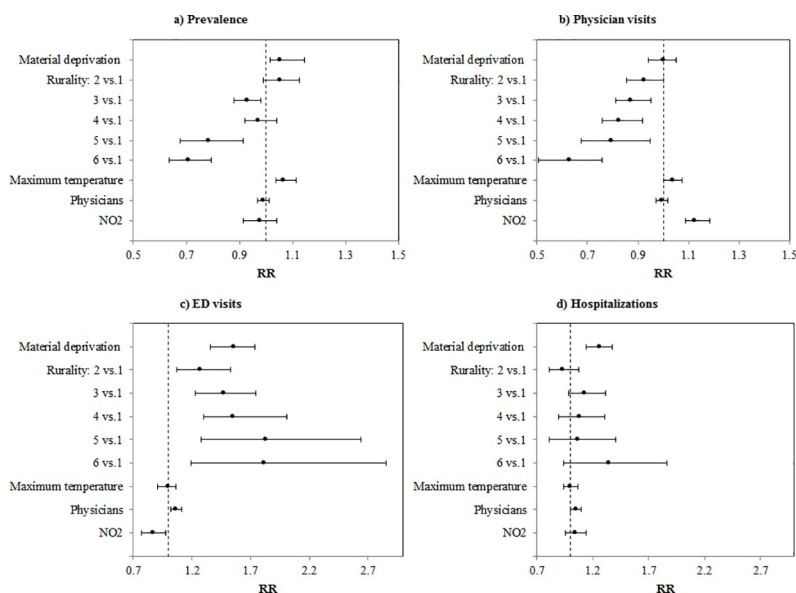 a) Prevalence
Material deprivation
Rurality: 2 vs.1
3 vs.1
4 vs.1
5 vs.1
6 vs.1
Maximum temperature
Physicians
NO2
0.5 0.7 0.9 1.1 1.3 1.5
RR
b) Physician visits
Material deprivation
Rurality: 2 vs.1
3 vs.1
4 vs.1
5 vs.1
6 vs.1
Maximum temperature
Physicians
NO2
0.5 0.7 0.9 1.1 1.3 1.5
RR
c) ED visits
Material deprivation
Rurality: 2 vs.1
3 vs.1
4 vs.1
5 vs.1
6 vs.1
Maximum temperature
Physicians
NO2
0.7 1.2 1.7 2.2 2.7
RR
d) Hospitalizations
Material deprivation
Rurality: 2 vs.1
3 vs.1
4 vs.1
5 vs.1
6 vs.1
Maximum temperature
Physicians
NO2
0.7 1.2 1.7 2.2 2.7
RR